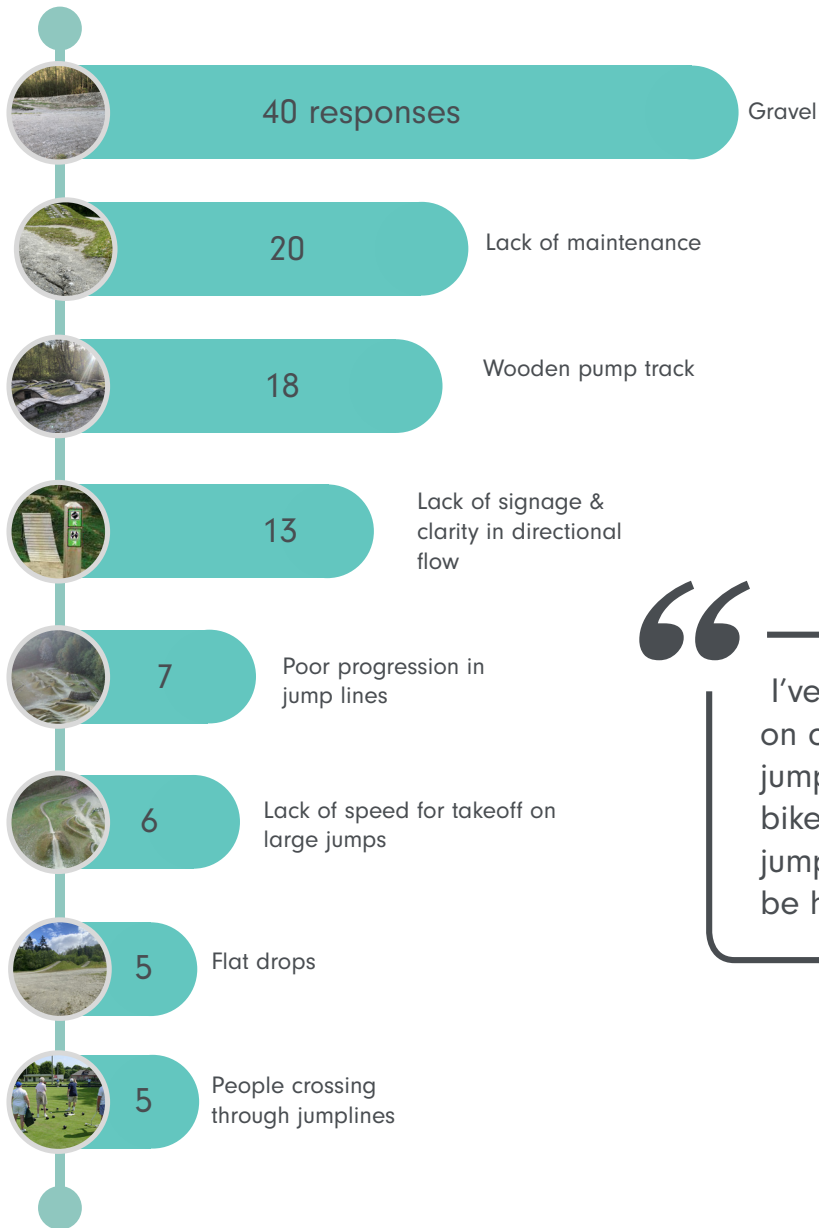 40 responses
Gravel
20
Lack of maintenance
18
Wooden pump track
13
Lack of signage &
clarity in directional
flow
7
Poor progression in
jump lines
6
Lack of speed for takeoff on
large jumps
5
Flat drops
5
People crossing
through jumplines
“
I’ve
on
jump
bike
jump
be